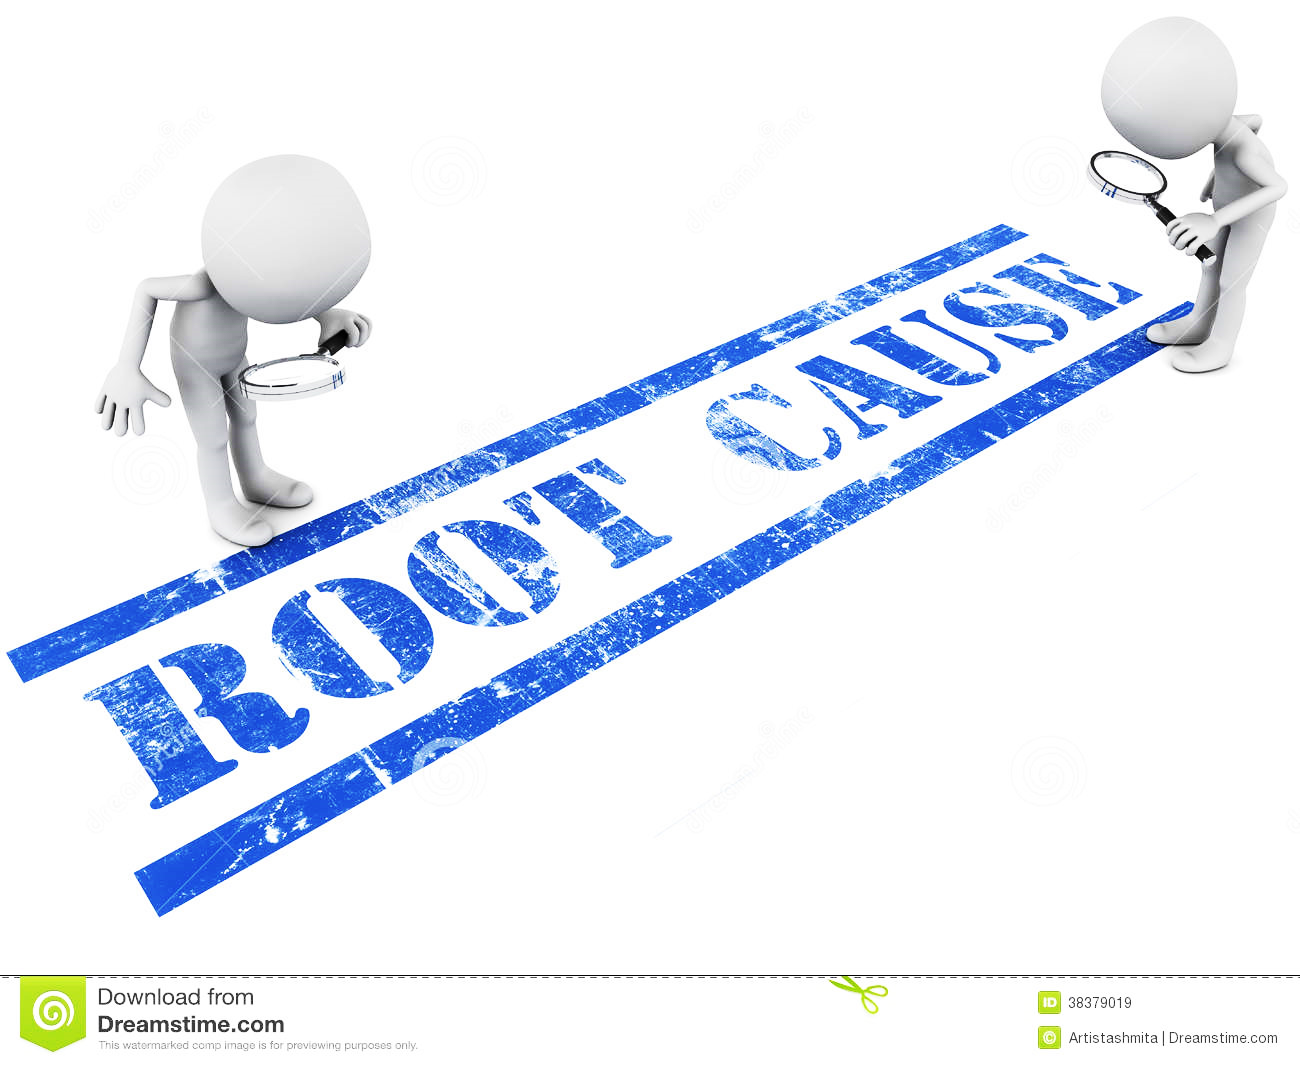 ROOT CAUSE
Download from
Dreamstime.com
This watermarked comp image is for previewing purposes only.
ID 38379019
© Artistashmita | Dreamstime.com